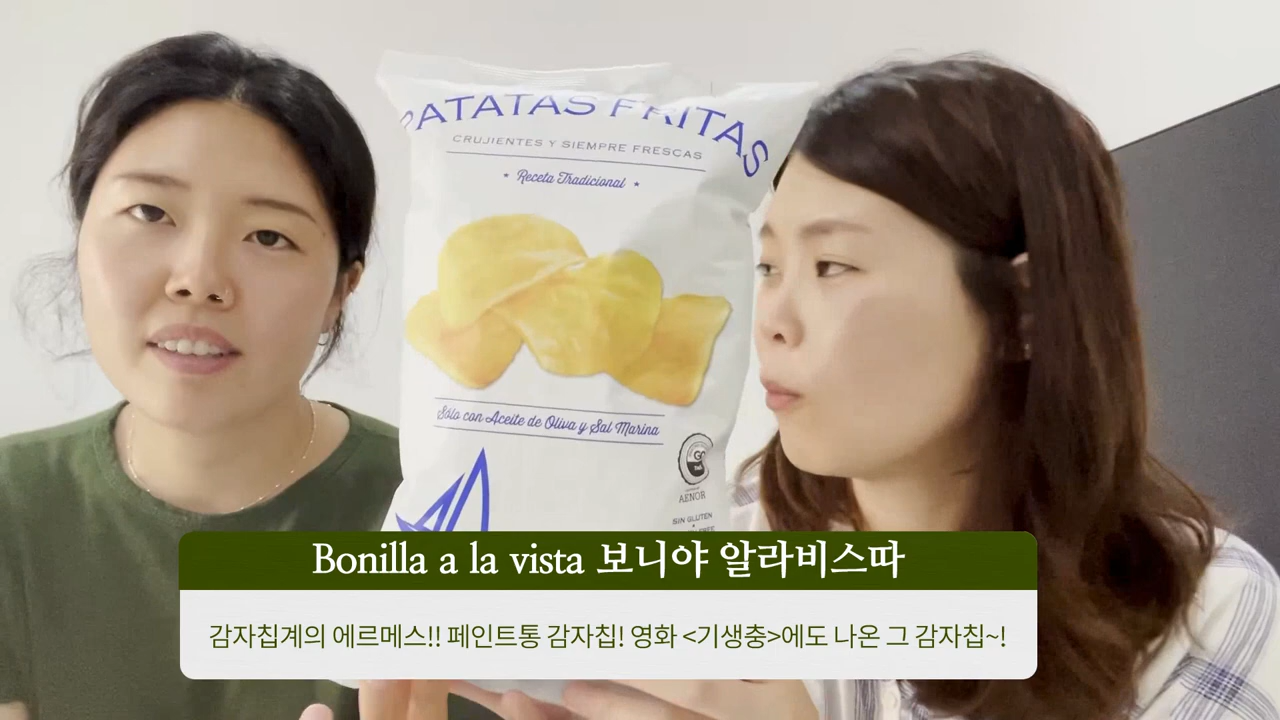 PATATAS FRITAS
CRUJIENTES Y SIEMPRE FRESCAS
Receta Tradicional
Sólo con Aceite de Oliva y Sal Marina
AENOR
SIN GLUTEN
FREE
Bonilla a la vista 보니야 알라비스따
감자칩계의 에르메스!! 페인트통 감자칩! 영화 <기생충>에도 나온 그 감자칩~!